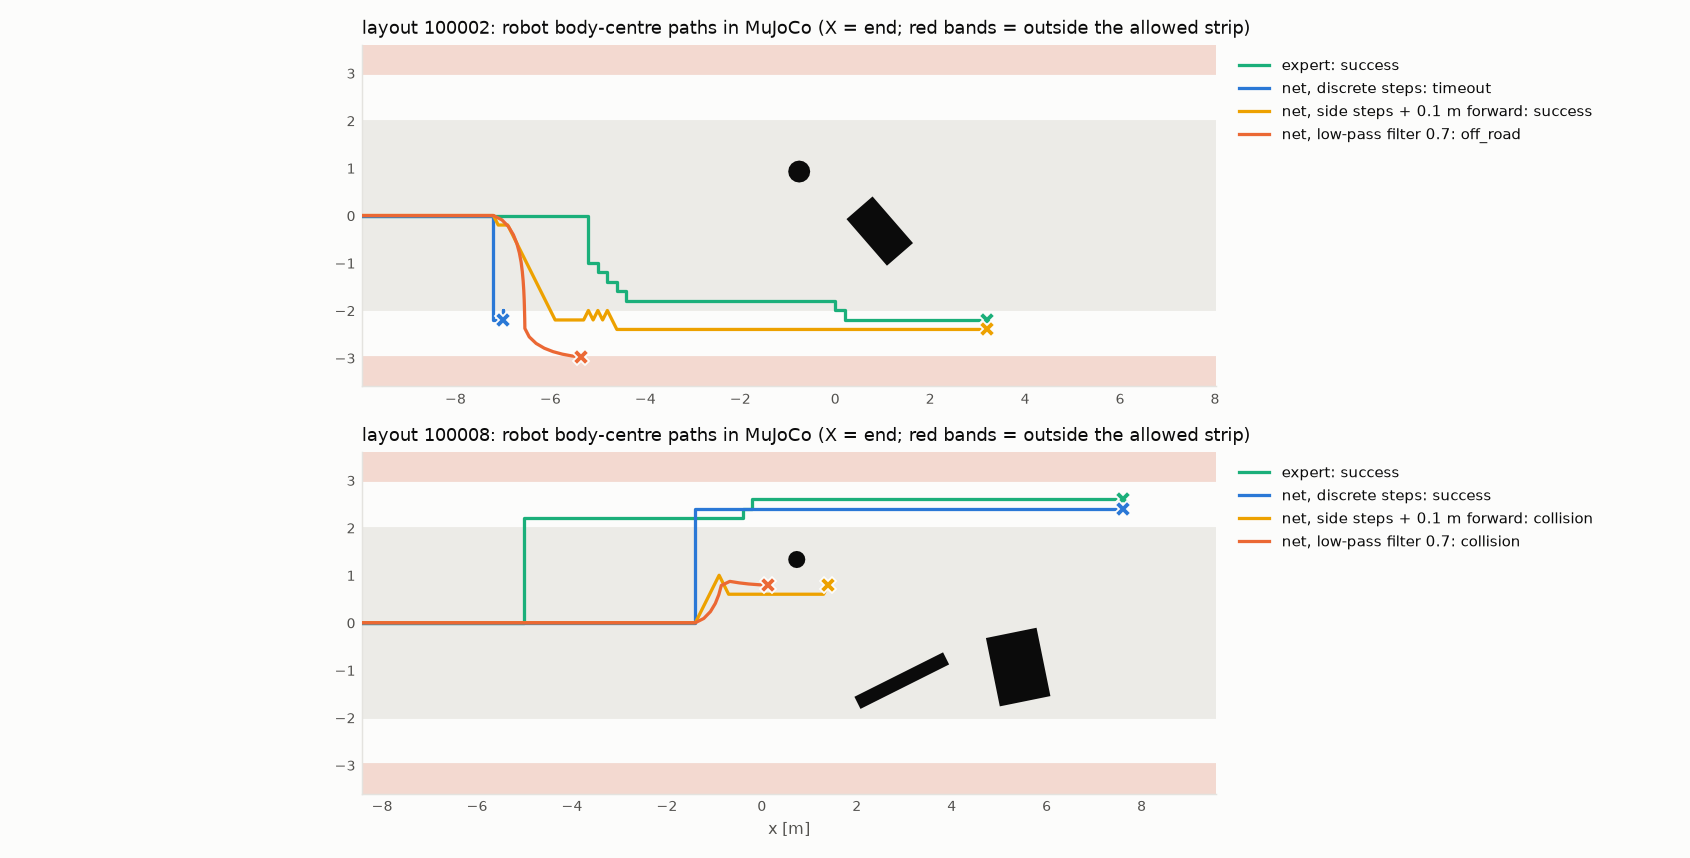 layout 100002: robot body-centre paths in MuJoCo (X = end; red bands = outside the allowed strip)
expert: success
net, discrete steps: timeout
net, side steps + 0.1 m forward: success
net, low-pass filter 0.7: off_road
3
2
1
0
−1
−2
−3
−8 −6 −4 −2 0 2 4 6 8
layout 100008: robot body-centre paths in MuJoCo (X = end; red bands = outside the allowed strip)
expert: success
net, discrete steps: success
net, side steps + 0.1 m forward: collision
net, low-pass filter 0.7: collision
3
2
1
0
−1
−2
−3
−8 −6 −4 −2 0 2 4 6 8
x [m]